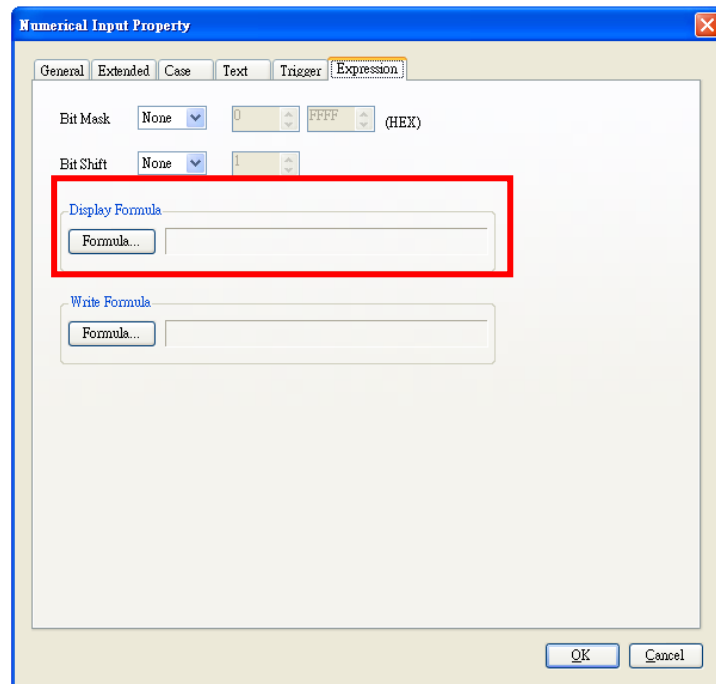 Numerical Input Property
General Extended Case Text Trigger Expression
Bit Mask None 0 FFFF (HEX)
Bit Shift None 1
Display Formula
Formula...
Write Formula
Formula...
OK Cancel